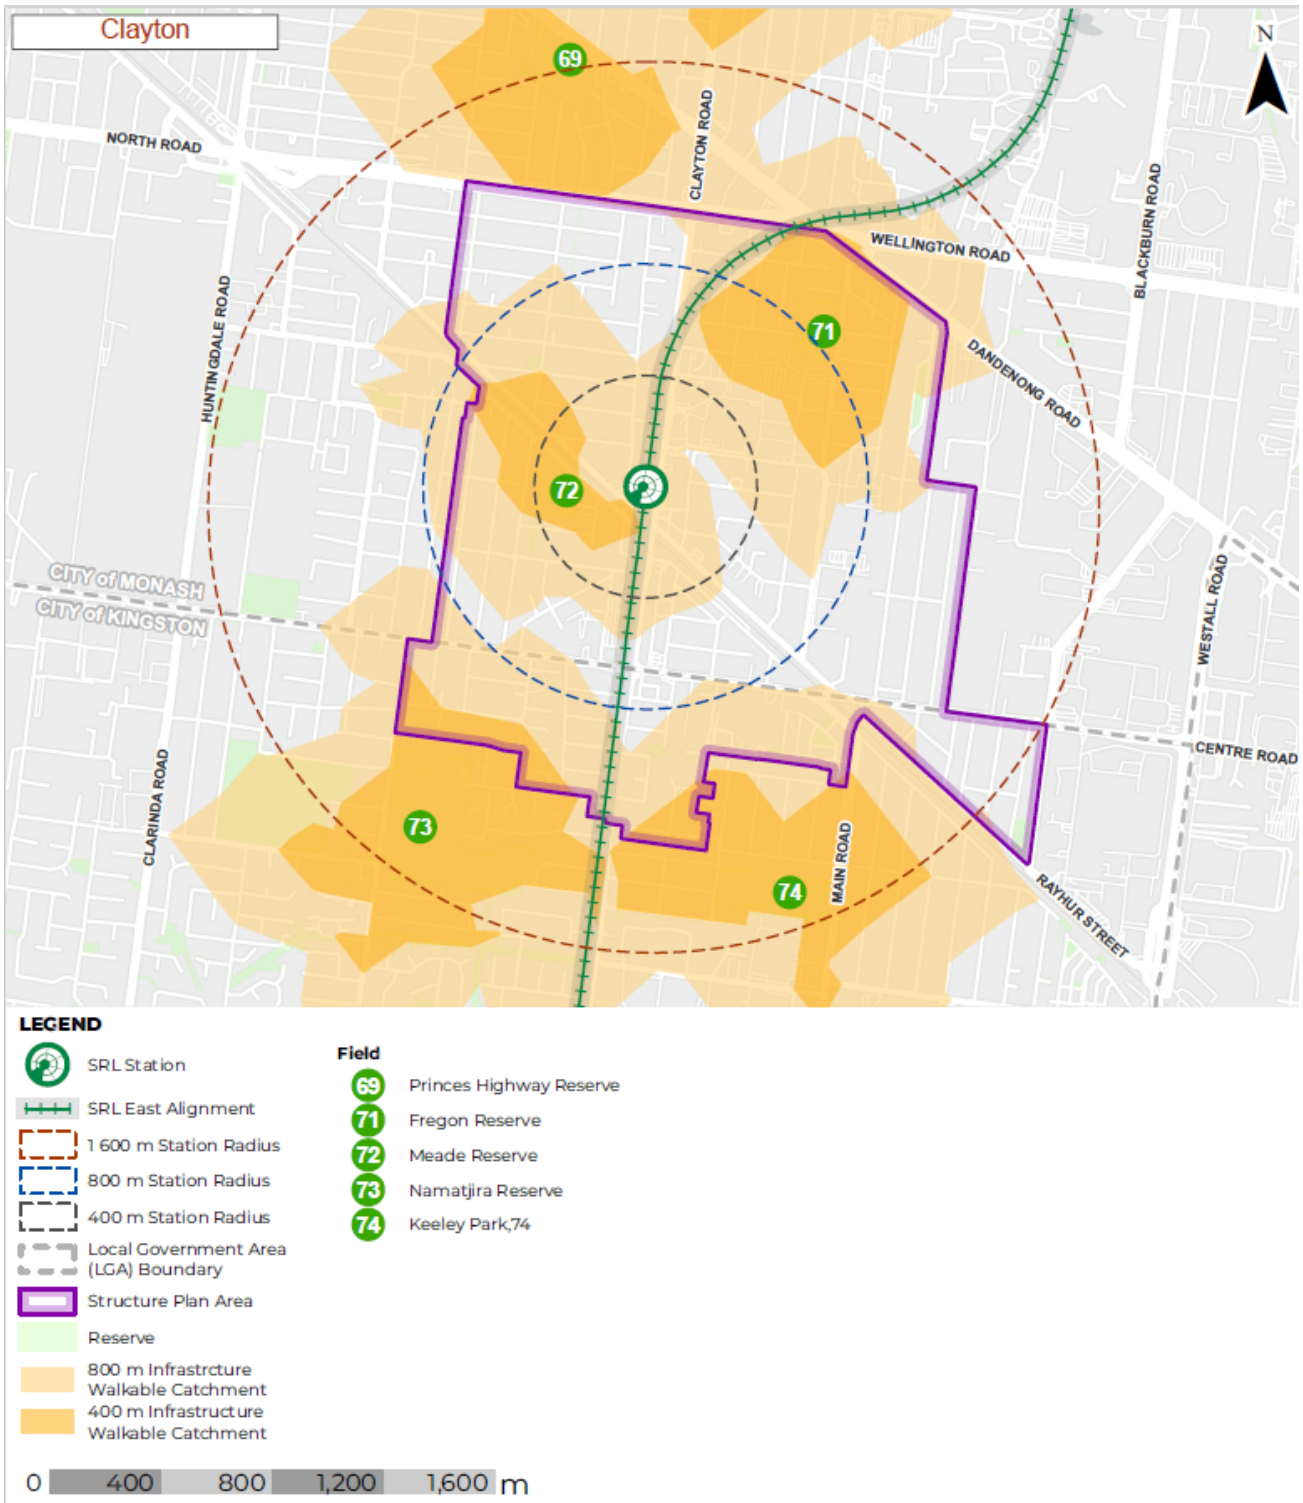 Clayton
N
69
NORTH ROAD
CLAYTON ROAD
WELLINGTON ROAD
BLACKBURN ROAD
HUNTINGDALE ROAD
71
DANDENONG ROAD
72
CITY of MONASH
CITY of KINGSTON
WESTALL ROAD
CENTRE ROAD
CLARINDA ROAD
73
74
MAIN ROAD
RAYHUR STREET
LEGEND
SRL Station
SRL East Alignment
1 600 m Station Radius
800 m Station Radius
400 m Station Radius
Local Government Area
(LGA) Boundary
Structure Plan Area
Reserve
800 m Infrastrcture
Walkable Catchment
400 m Infrastructure
Walkable Catchment
Field
69 Princes Highway Reserve
71 Fregon Reserve
72 Meade Reserve
73 Namatjira Reserve
74 Keeley Park,74
0 400 800 1,200 1,600 m